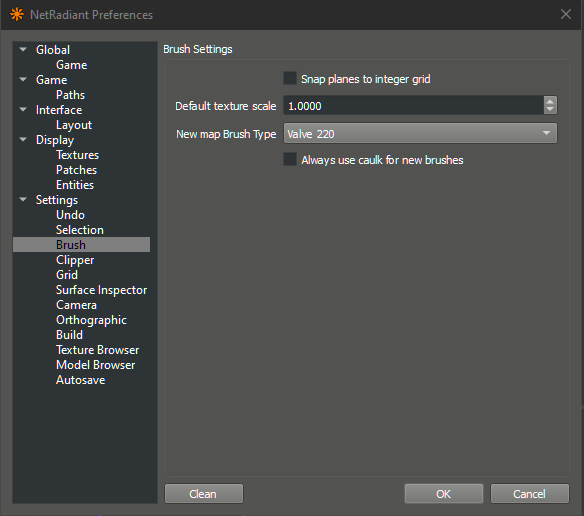 NetRadiant Preferences
Global
Game
Game
Paths
Interface
Layout
Display
Textures
Patches
Entities
Settings
Undo
Selection
Brush
Clipper
Grid
Surface Inspector
Camera
Orthographic
Build
Texture Browser
Model Browser
Autosave
Brush Settings
Snap planes to integer grid
Default texture scale 1.0000
New map Brush Type Valve 220
Always use caulk for new brushes
Clean OK Cancel